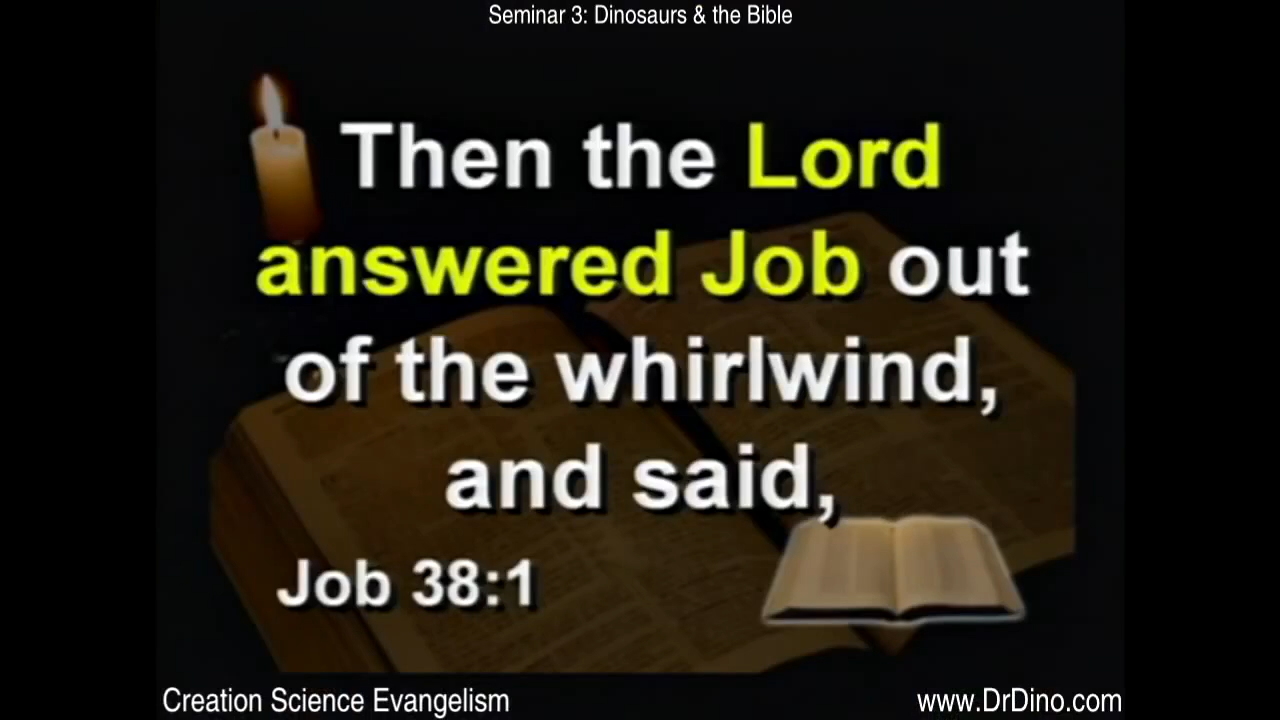 Seminar 3: Dinosaurs & the Bible
Then the Lord
answered Job out
of the whirlwind,
and said,
Job 38:1
Creation Science Evangelism
www.DrDino.com